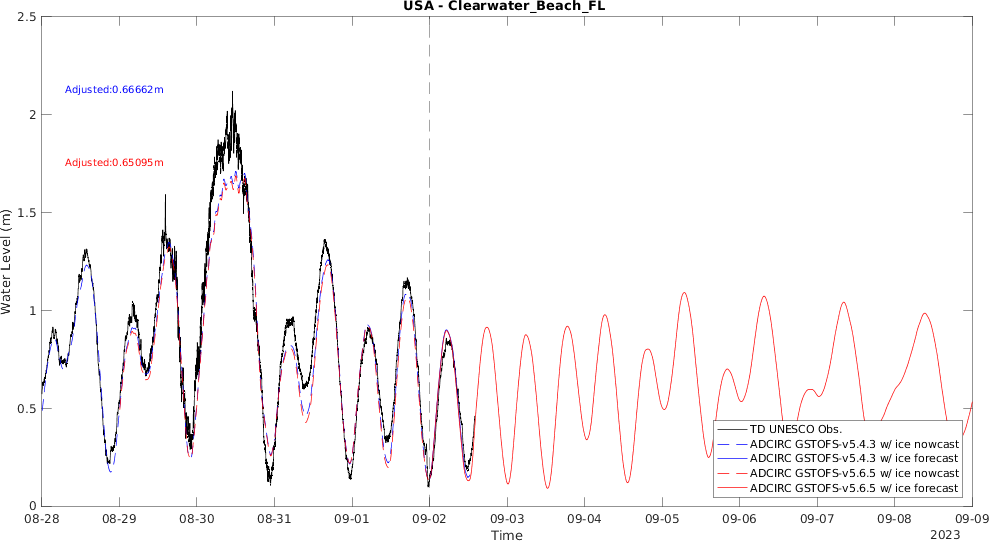 USA - Clearwater_Beach_FL
2.5
2
1.5
1
0.5
0
Water Level (m)
Adjusted:0.66662m
Adjusted:0.65095m
TD UNESCO Obs.
ADCIRC GSTOFS-v5.4.3 w/ ice nowcast
ADCIRC GSTOFS-v5.4.3 w/ ice forecast
ADCIRC GSTOFS-v5.6.5 w/ ice nowcast
ADCIRC GSTOFS-v5.6.5 w/ ice forecast
08-28 08-29 08-30 08-31 09-01 09-02 09-03 09-04 09-05 09-06 09-07 09-08 09-09
Time
2023